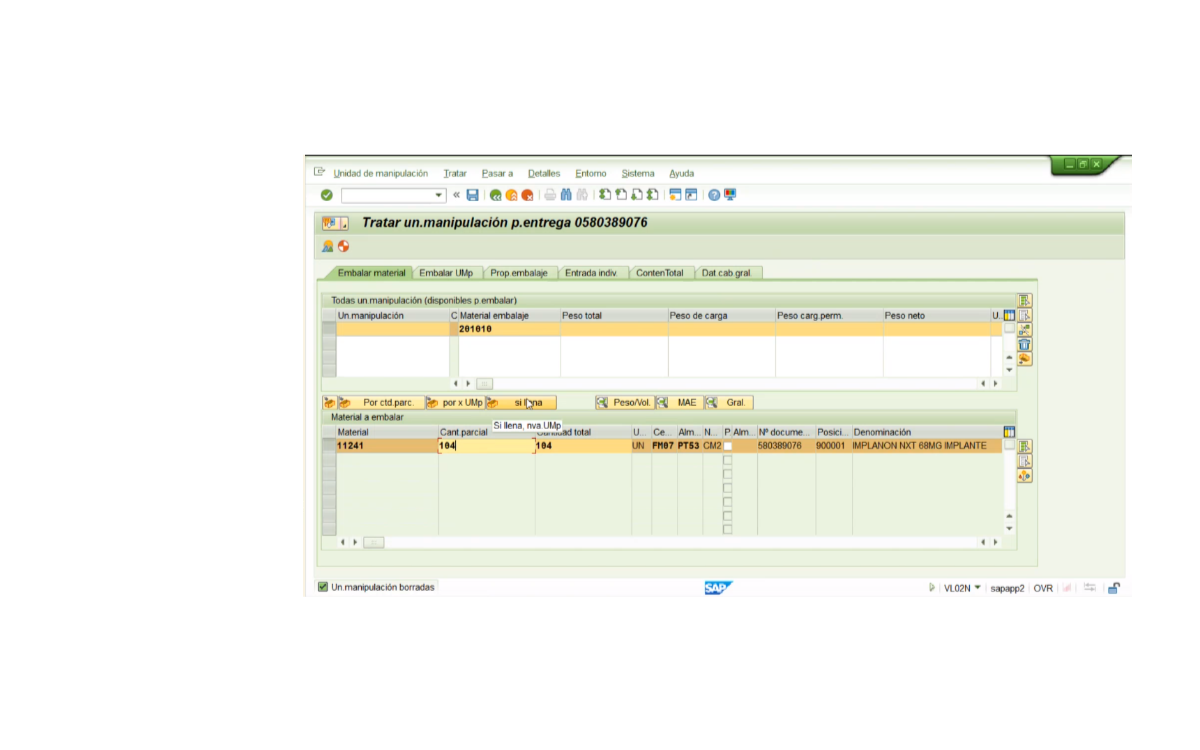 Unidad de manipulación Tratar Pasar a Detalles Entorno Sistema Ayuda
Tratar un.manipulación p.entrega 0580389076
Embalar material Embalar UMp Prop.embalaje Entrada indiv. ContenTotal Dat.cab.gral.
Todas un.manipulación (disponibles p.embalar)
Un.manipulación C Material embalaje Peso total Peso de carga Peso carg.perm. Peso neto U..
201010
Por ctd.parc. por x UMp Peso/Vol. MAE Gral.
Material a embalar
Si llena, nva.UMp
Material Cant.parcial total U... Ce... Alm... N... P. Alm... Nº docume... Posici... Denominación
11241 104 104 UN FM07 PT53 CM2 580389076 900001 IMPLANON NXT 68MG IMPLANTE
Un.manipulación borradas SAP VL02N sapapp2 OVR